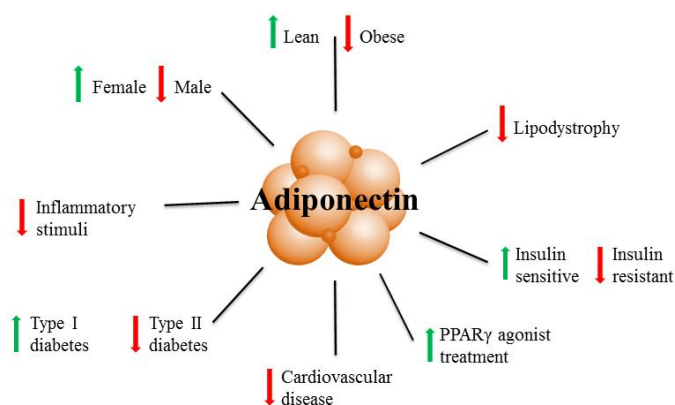 Lean Obese
Female Male
Lipodystrophy
Adiponectin
Inflammatory
stimuli
Insulin
sensitive
Insulin
resistant
Type I
diabetes
Type II
diabetes
PPARγ agonist
treatment
Cardiovascular
disease